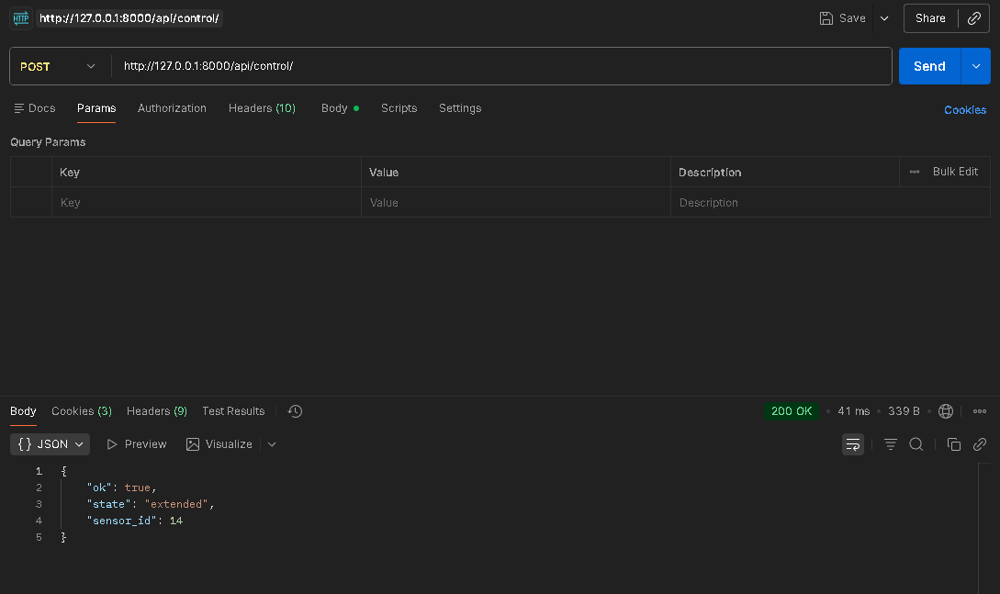 HTTP http://127.0.0.1:8000/api/control/ Save Share
POST http://127.0.0.1:8000/api/control/ Send
Docs Params Authorization Headers (10) Body Scripts Settings Cookies
Query Params
Key Value Description ••• Bulk Edit
Key Value Description
Body Cookies (3) Headers (9) Test Results 200 OK • 41 ms • 339 B •
{} JSON Preview Visualize
1 {
2 "ok": true,
3 "state": "extended",
4 "sensor_id": 14
5 }